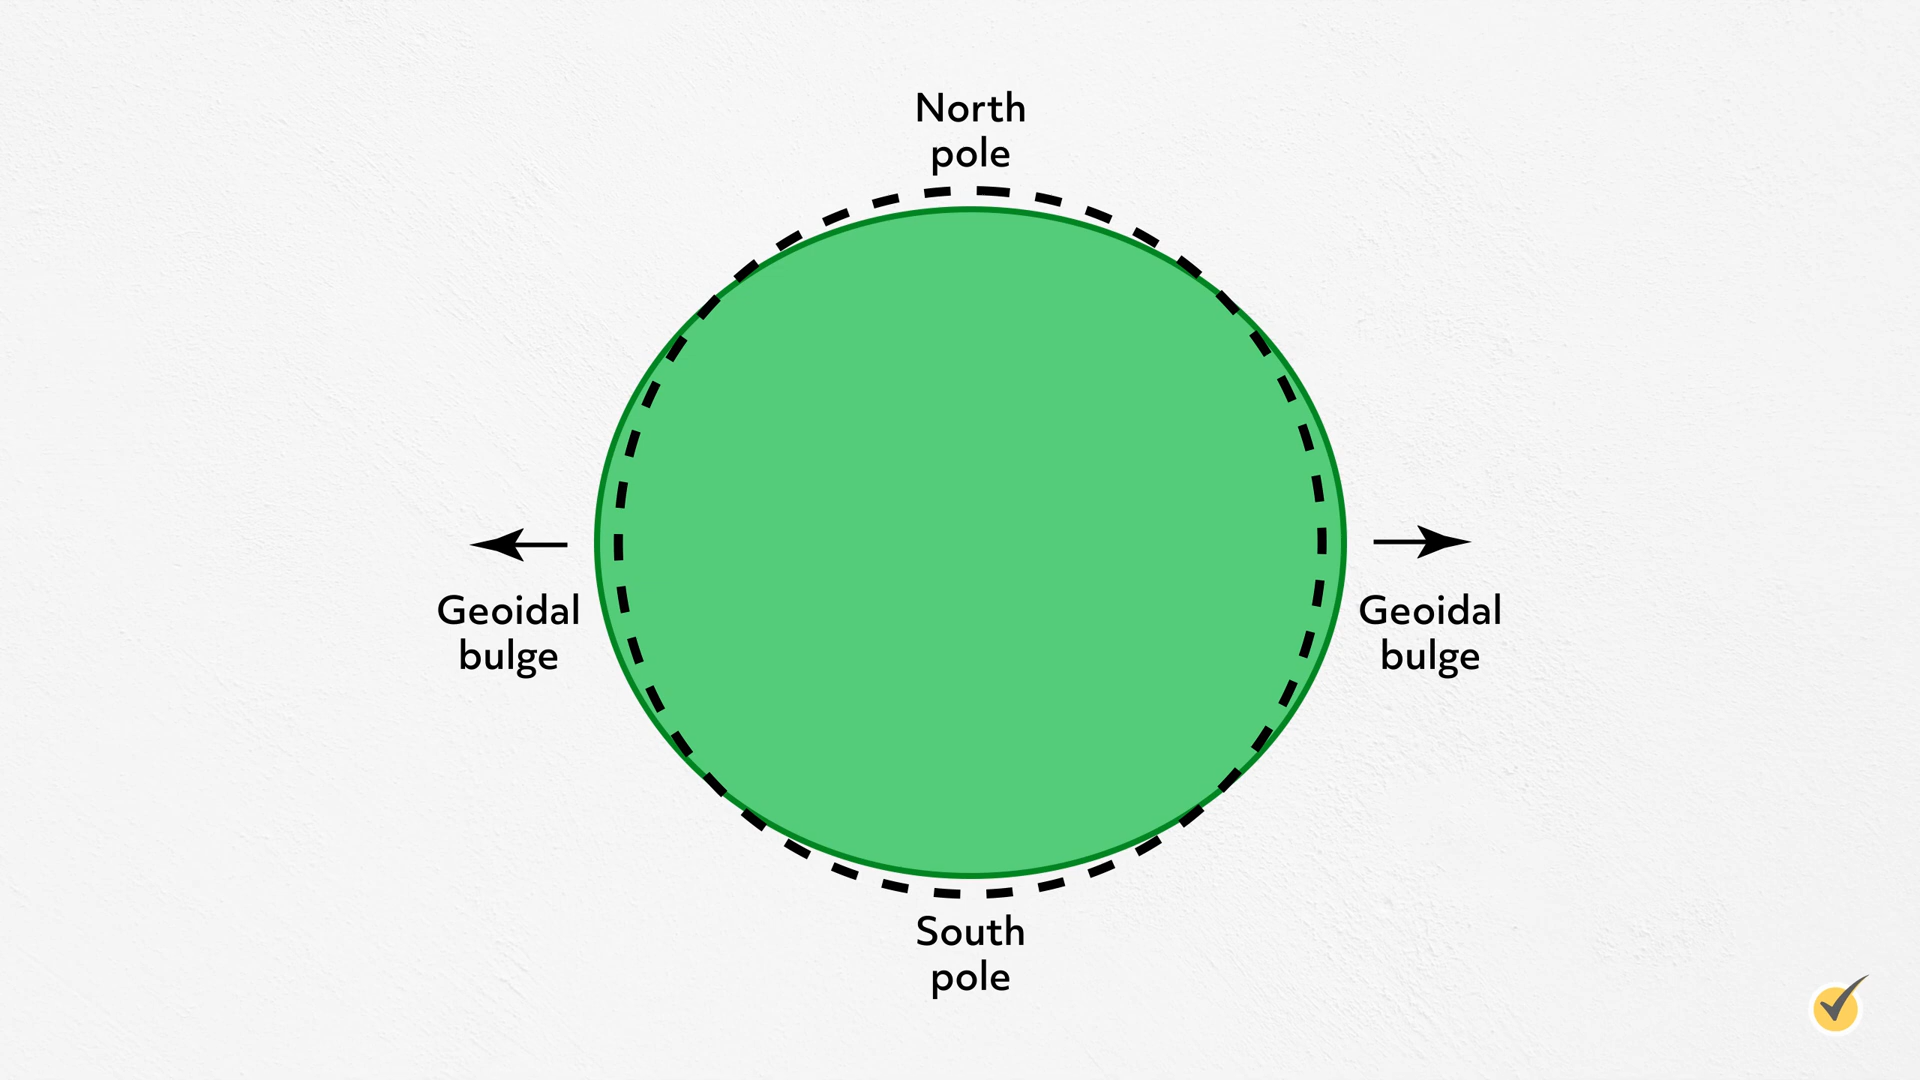 North
pole
Geoidal
bulge
Geoidal
bulge
South
pole